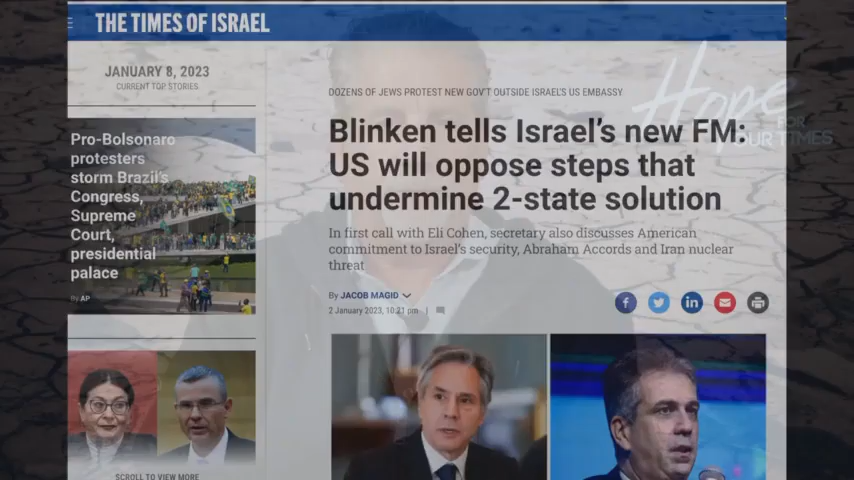 THE TIMES OF ISRAEL
JANUARY 8, 2023
CURRENT TOP STORIES
Pro-Bolsonaro
protesters
storm Brazil's
Congress,
Supreme
Court,
presidential
palace
By AP
SCROLL TO VIEW MORE
DOZENS OF JEWS PROTEST NEW GOV'T OUTSIDE ISRAEL'S US EMBASSY
Blinken tells Israel's new FM:
US will oppose steps that
undermine 2-state solution
In first call with Eli Cohen, secretary also discusses American
commitment to Israel's security, Abraham Accords and Iran nuclear
threat
By JACOB MAGID
2 January 2023, 10:21 pm
Hope
FOR
OUR TIMES